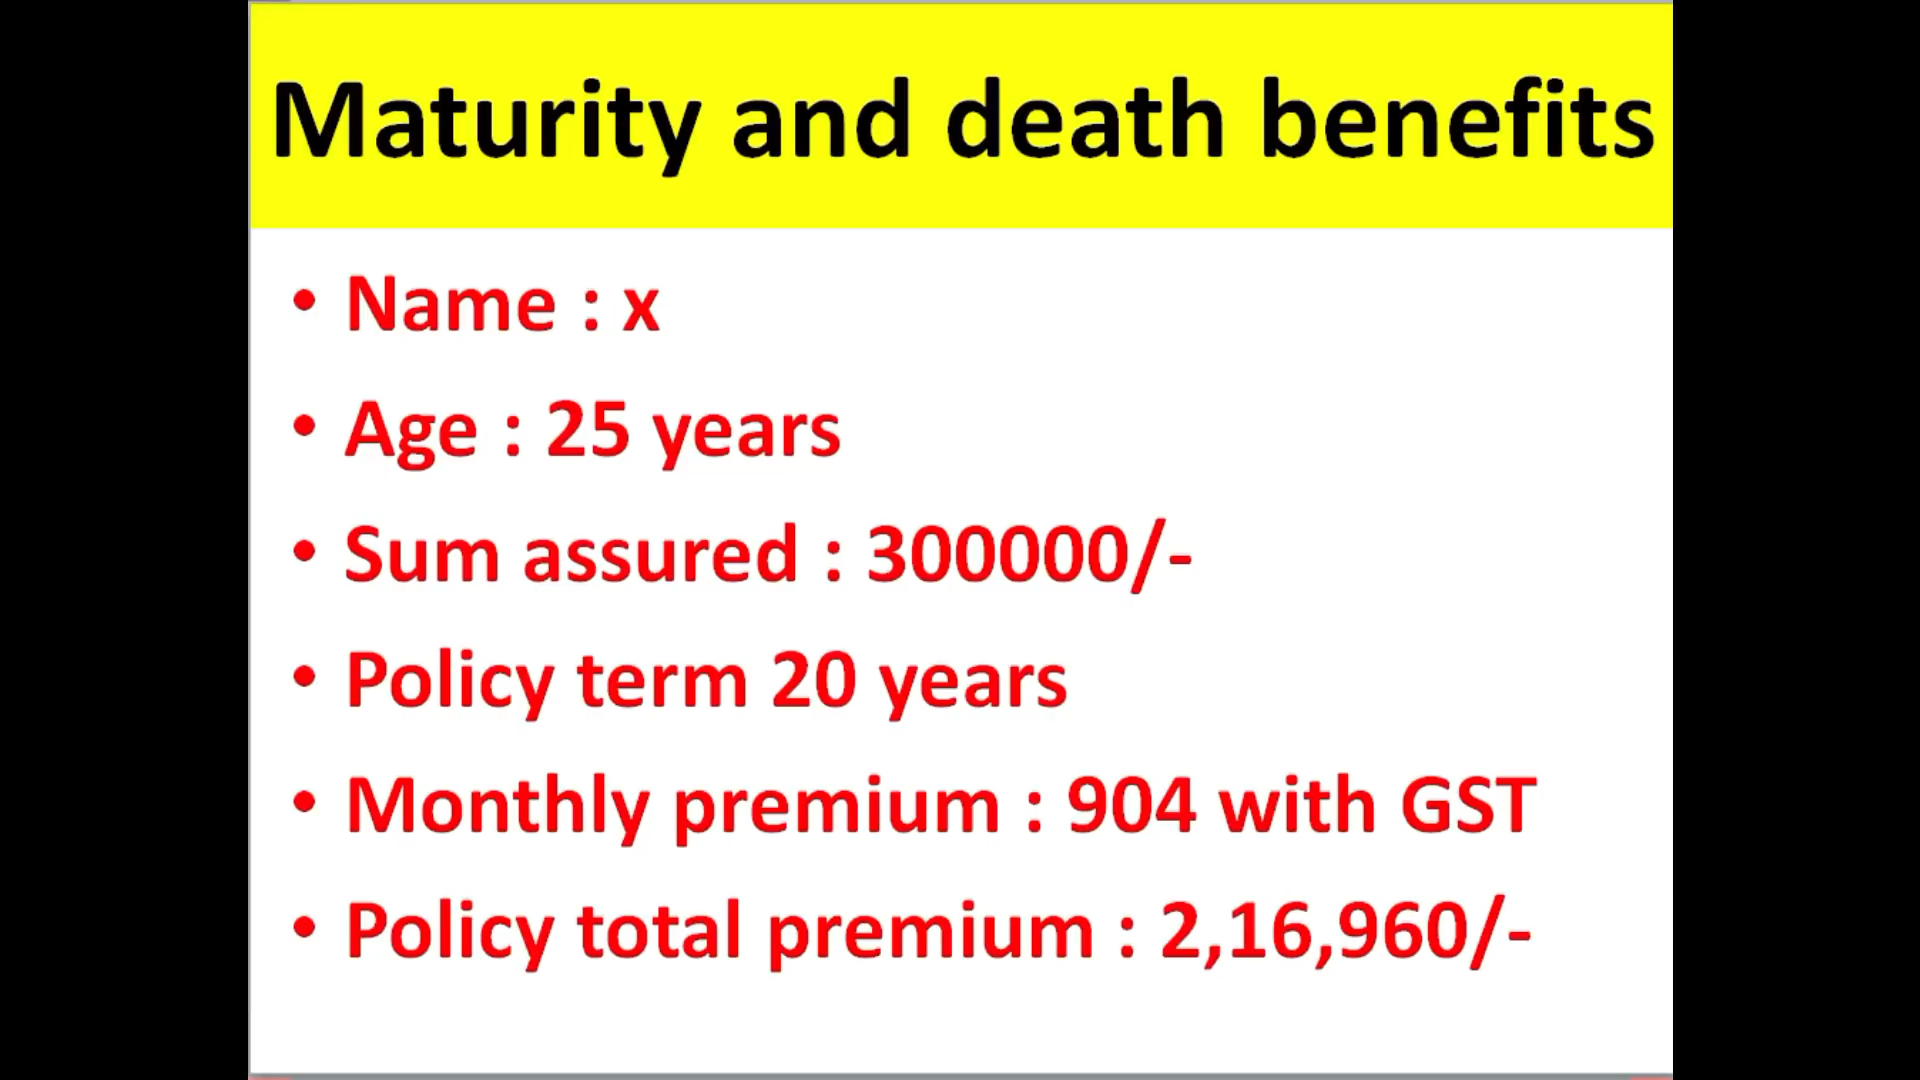 Maturity and death benefits
• Name : x
• Age : 25 years
• Sum assured : 300000/-
• Policy term 20 years
• Monthly premium : 904 with GST
• Policy total premium : 2,16,960/-